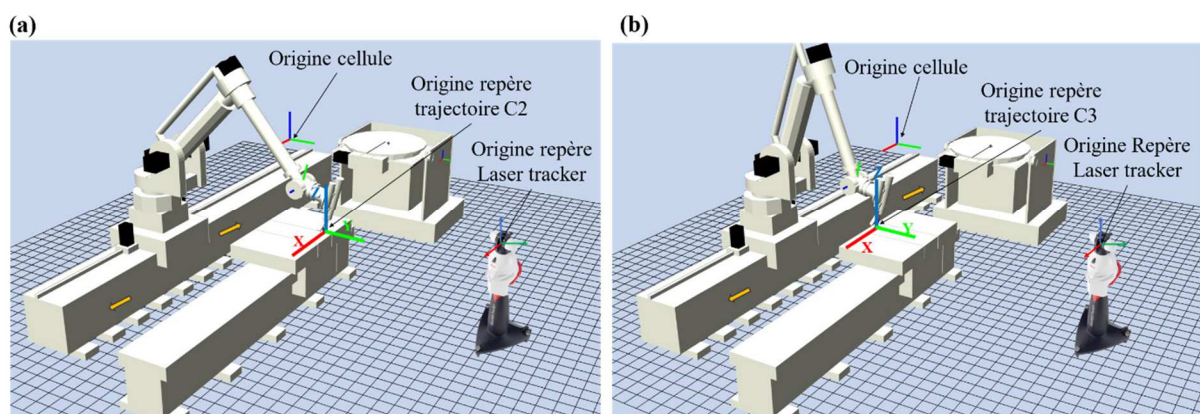 (a)
Origine cellule
Origine repère
trajectoire C2
Origine repère
Laser tracker
Z
X
Y
(b)
Origine cellule
Origine repère
trajectoire C3
Origine Repère
Laser tracker
Z
X
Y